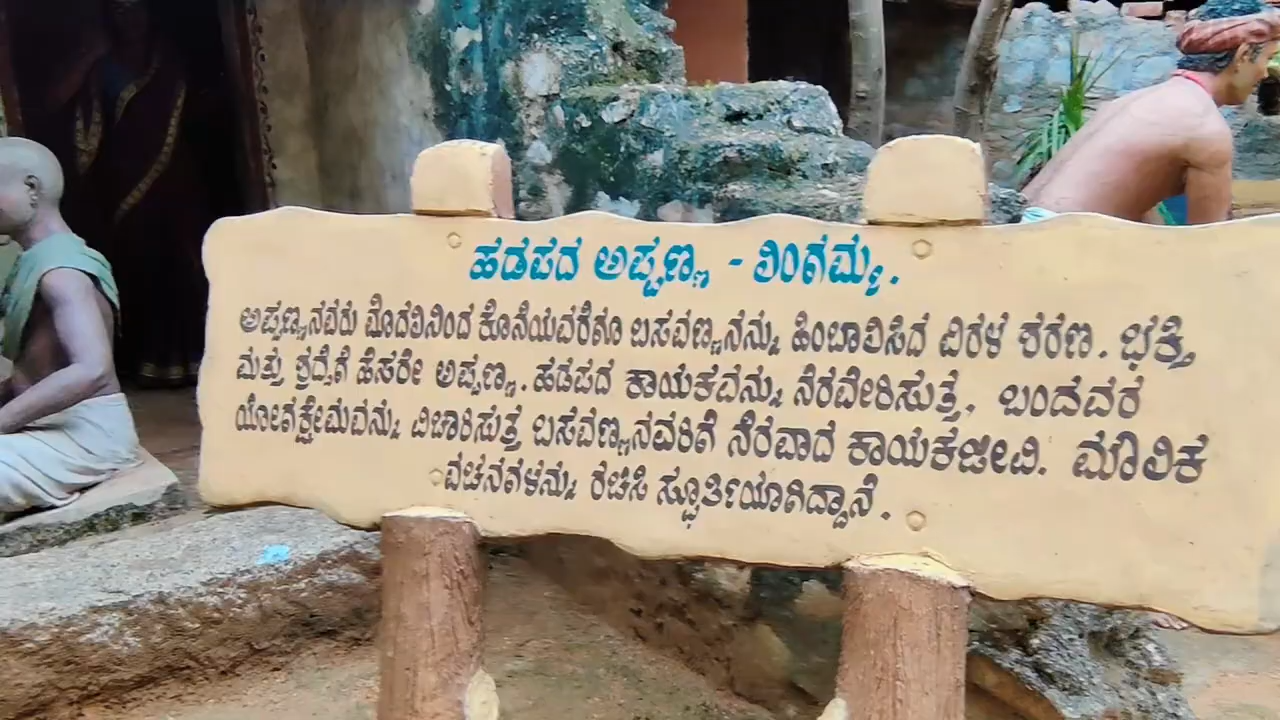 ಹಡಪದ ಅಪ್ಪಣ್ಣ - ಲಿಂಗಮ್ಮ.
ಅಪ್ಪಣ್ಣನವರು ಮೊದಲಿನಿಂದ ಕೊನೆಯವರೆಗೂ ಬಸವಣ್ಣನನ್ನು ಹಿಂಬಾಲಿಸಿದ ವಿರಳ ಶರಣ. ಭಕ್ತಿ
ಮತ್ತು ಶ್ರದ್ದೆಗೆ ಹೆಸರೇ ಅಪ್ಪಣ್ಣ. ಹಡಪದ ಕಾಯಕವನ್ನು ನೆರವೇರಿಸುತ್ತ, ಬಂದವರ
ಯೋಗಕ್ಷೇಮವನ್ನು ವಿಚಾರಿಸುತ್ತ ಬಸವಣ್ಣನವರಿಗೆ ನೆರವಾದ ಕಾಯಕಜೀವಿ. ಮೌಲಿಕ
ವಚನಗಳನ್ನು ರಚಿಸಿ ಸ್ಪೂರ್ತಿಯಾಗಿದ್ದಾನೆ.